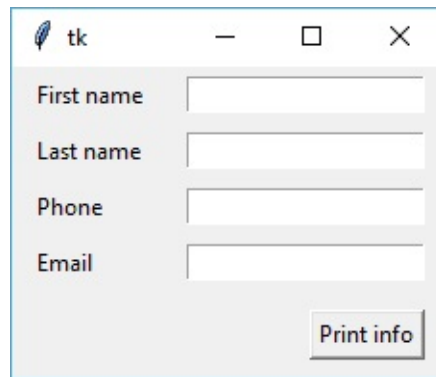 tk
First name
Last name
Phone
Email
Print info